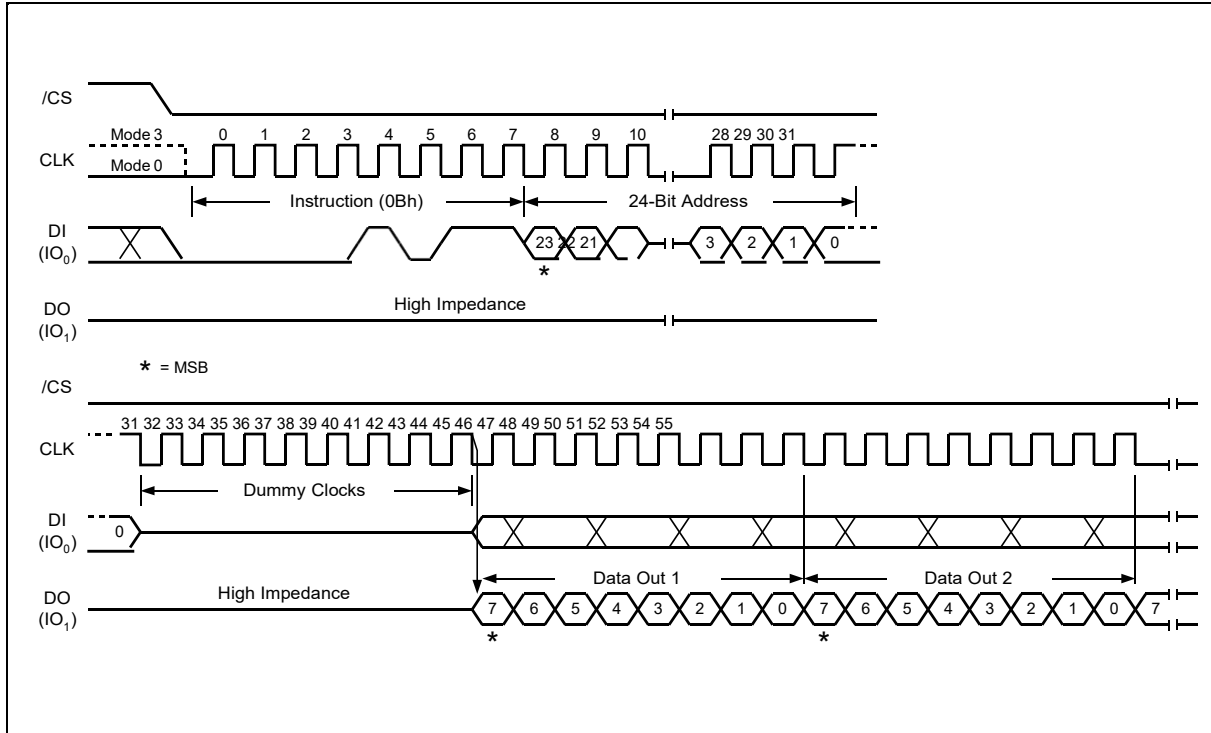 /CS
Mode 3 0 1 2 3 4 5 6 7 8 9 10 28 29 30 31
CLK
Mode 0
Instruction (0Bh) 24-Bit Address
DI
(IO0) 23 22 21 3 2 1 0
*
High Impedance
DO
(IO1)
* = MSB
/CS
31 32 33 34 35 36 37 38 39 40 41 42 43 44 45 46 47 48 49 50 51 52 53 54 55
CLK
Dummy Clocks
DI
(IO0) 0
Data Out 1 Data Out 2
High Impedance
DO
(IO1) 7 6 5 4 3 2 1 0 7 6 5 4 3 2 1 0 7
* *